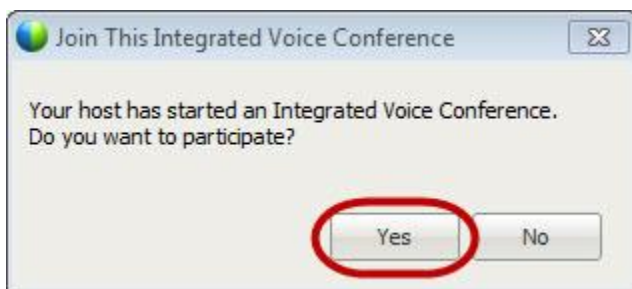 Join This Integrated Voice Conference
Your host has started an Integrated Voice Conference.
Do you want to participate?
Yes No